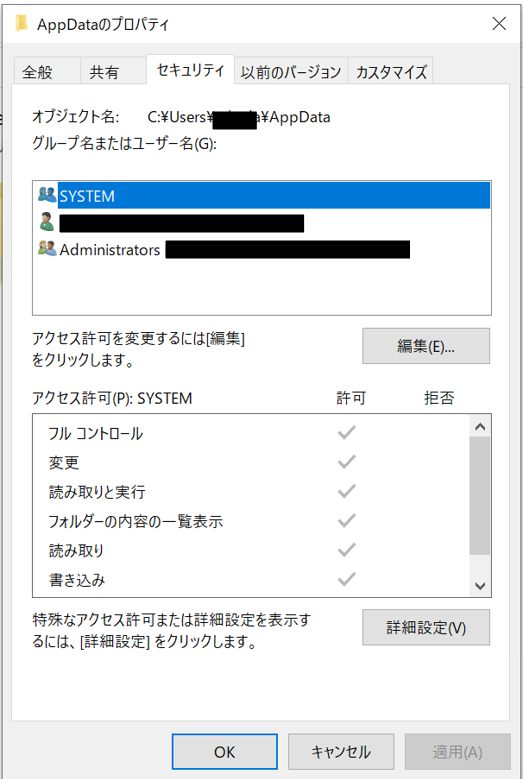 AppDataのプロパティ
全般
共有
セキュリティ
以前のバージョン
カスタマイズ
オブジェクト名: C:¥Users¥ a¥AppData
グループ名またはユーザー名(G):
SYSTEM
Administrators
アクセス許可を変更するには[編集]
をクリックします。
編集(E)...
アクセス許可(P): SYSTEM 許可 拒否
フル コントロール
変更
読み取りと実行
フォルダーの内容の一覧表示
読み取り
書き込み
特殊なアクセス許可または詳細設定を表示す
るには、[詳細設定] をクリックします。
詳細設定(V)
OK
キャンセル
適用(A)